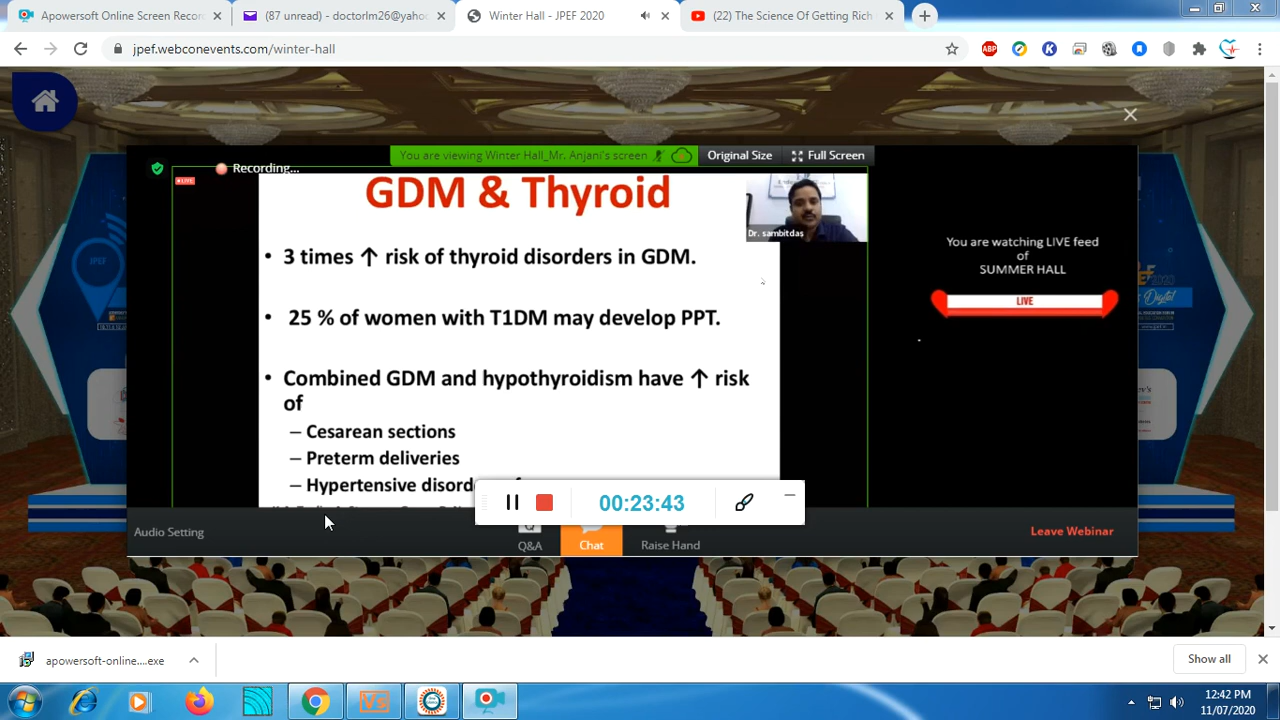 Apowersoft Online Screen Recor
(87 unread) - doctorlm26@yahoo
Winter Hall - JPEF 2020
(22) The Science Of Getting Rich
jpef.webconevents.com/winter-hall
ABP
K
You are viewing Winter Hall_Mr. Anjani's screen
Original Size
Full Screen
Recording...
LIVE
GDM & Thyroid
Dr. sambitdas
• 3 times ↑ risk of thyroid disorders in GDM.
• 25 % of women with T1DM may develop PPT.
• Combined GDM and hypothyroidism have ↑ risk
of
– Cesarean sections
– Preterm deliveries
– Hypertensive
You are watching LIVE feed
of
SUMMER HALL
LIVE
JPEF
2020
Digital
00:23:43
Audio Setting
Q&A
Chat
Raise Hand
Leave Webinar
apowersoft-online....exe
Show all
Vs
12:42 PM
11/07/2020